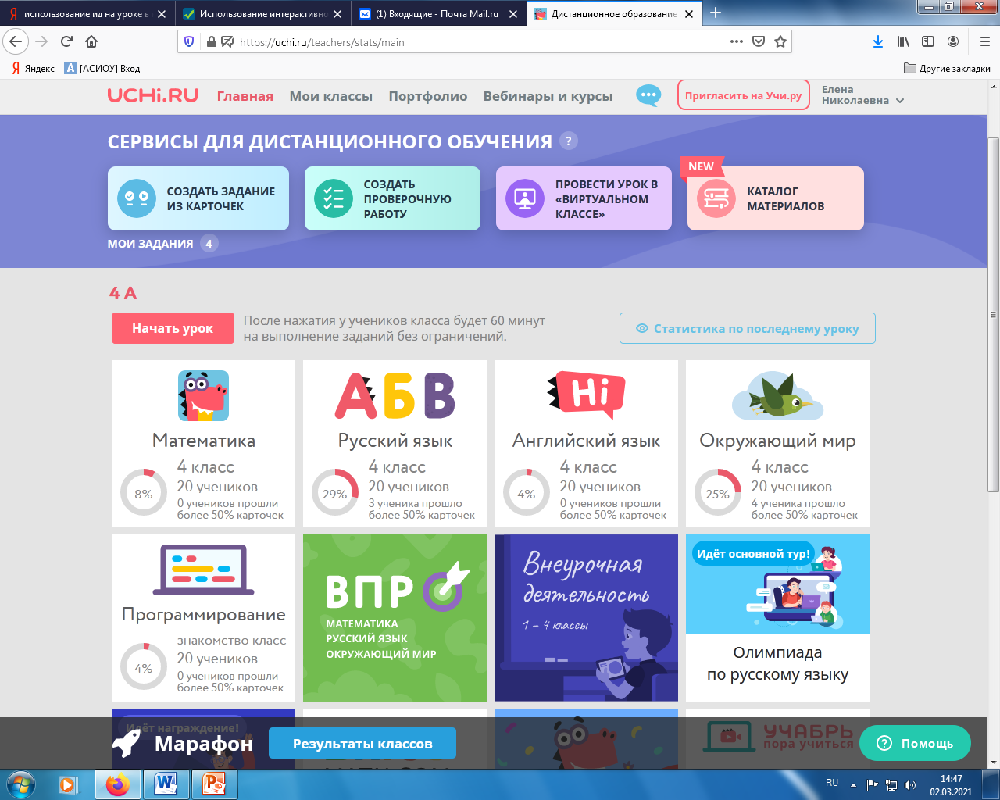 использование ид на уроке в
Использование интерактивно
(1) Входящие - Почта Mail.ru
Дистанционное образование
https://uchi.ru/teachers/stats/main
Яндекс
[АСИОУ] Вход
Другие закладки
UCHi.RU
Главная
Мои классы
Портфолио
Вебинары и курсы
Пригласить на Учи.ру
Елена
Николаевна
СЕРВИСЫ ДЛЯ ДИСТАНЦИОННОГО ОБУЧЕНИЯ ?
СОЗДАТЬ ЗАДАНИЕ
ИЗ КАРТОЧЕК
СОЗДАТЬ
ПРОВЕРОЧНУЮ
РАБОТУ
ПРОВЕСТИ УРОК В
«ВИРТУАЛЬНОМ
КЛАССЕ»
NEW
КАТАЛОГ
МАТЕРИАЛОВ
МОИ ЗАДАНИЯ 4
4 А
Начать урок
После нажатия у учеников класса будет 60 минут
на выполнение заданий без ограничений.
Статистика по последнему уроку
Математика
4 класс
20 учеников
8%
0 учеников прошли
более 50% карточек
АБВ
Русский язык
4 класс
20 учеников
29%
3 ученика прошло
более 50% карточек
Hi
Английский язык
4 класс
20 учеников
4%
0 учеников прошли
более 50% карточек
Окружающий мир
4 класс
20 учеников
25%
4 ученика прошло
более 50% карточек
Программирование
знакомство класс
20 учеников
4%
0 учеников прошли
более 50% карточек
ВПР
МАТЕМАТИКА
РУССКИЙ ЯЗЫК
ОКРУЖАЮЩИЙ МИР
Внеурочная
деятельность
1 – 4 классы
Идёт основной тур!
Олимпиада
по русскому языку
Идёт награждение!
Марафон
Результаты классов
УЧАБРЬ
пора учиться
Помощь
RU
14:47
02.03.2021